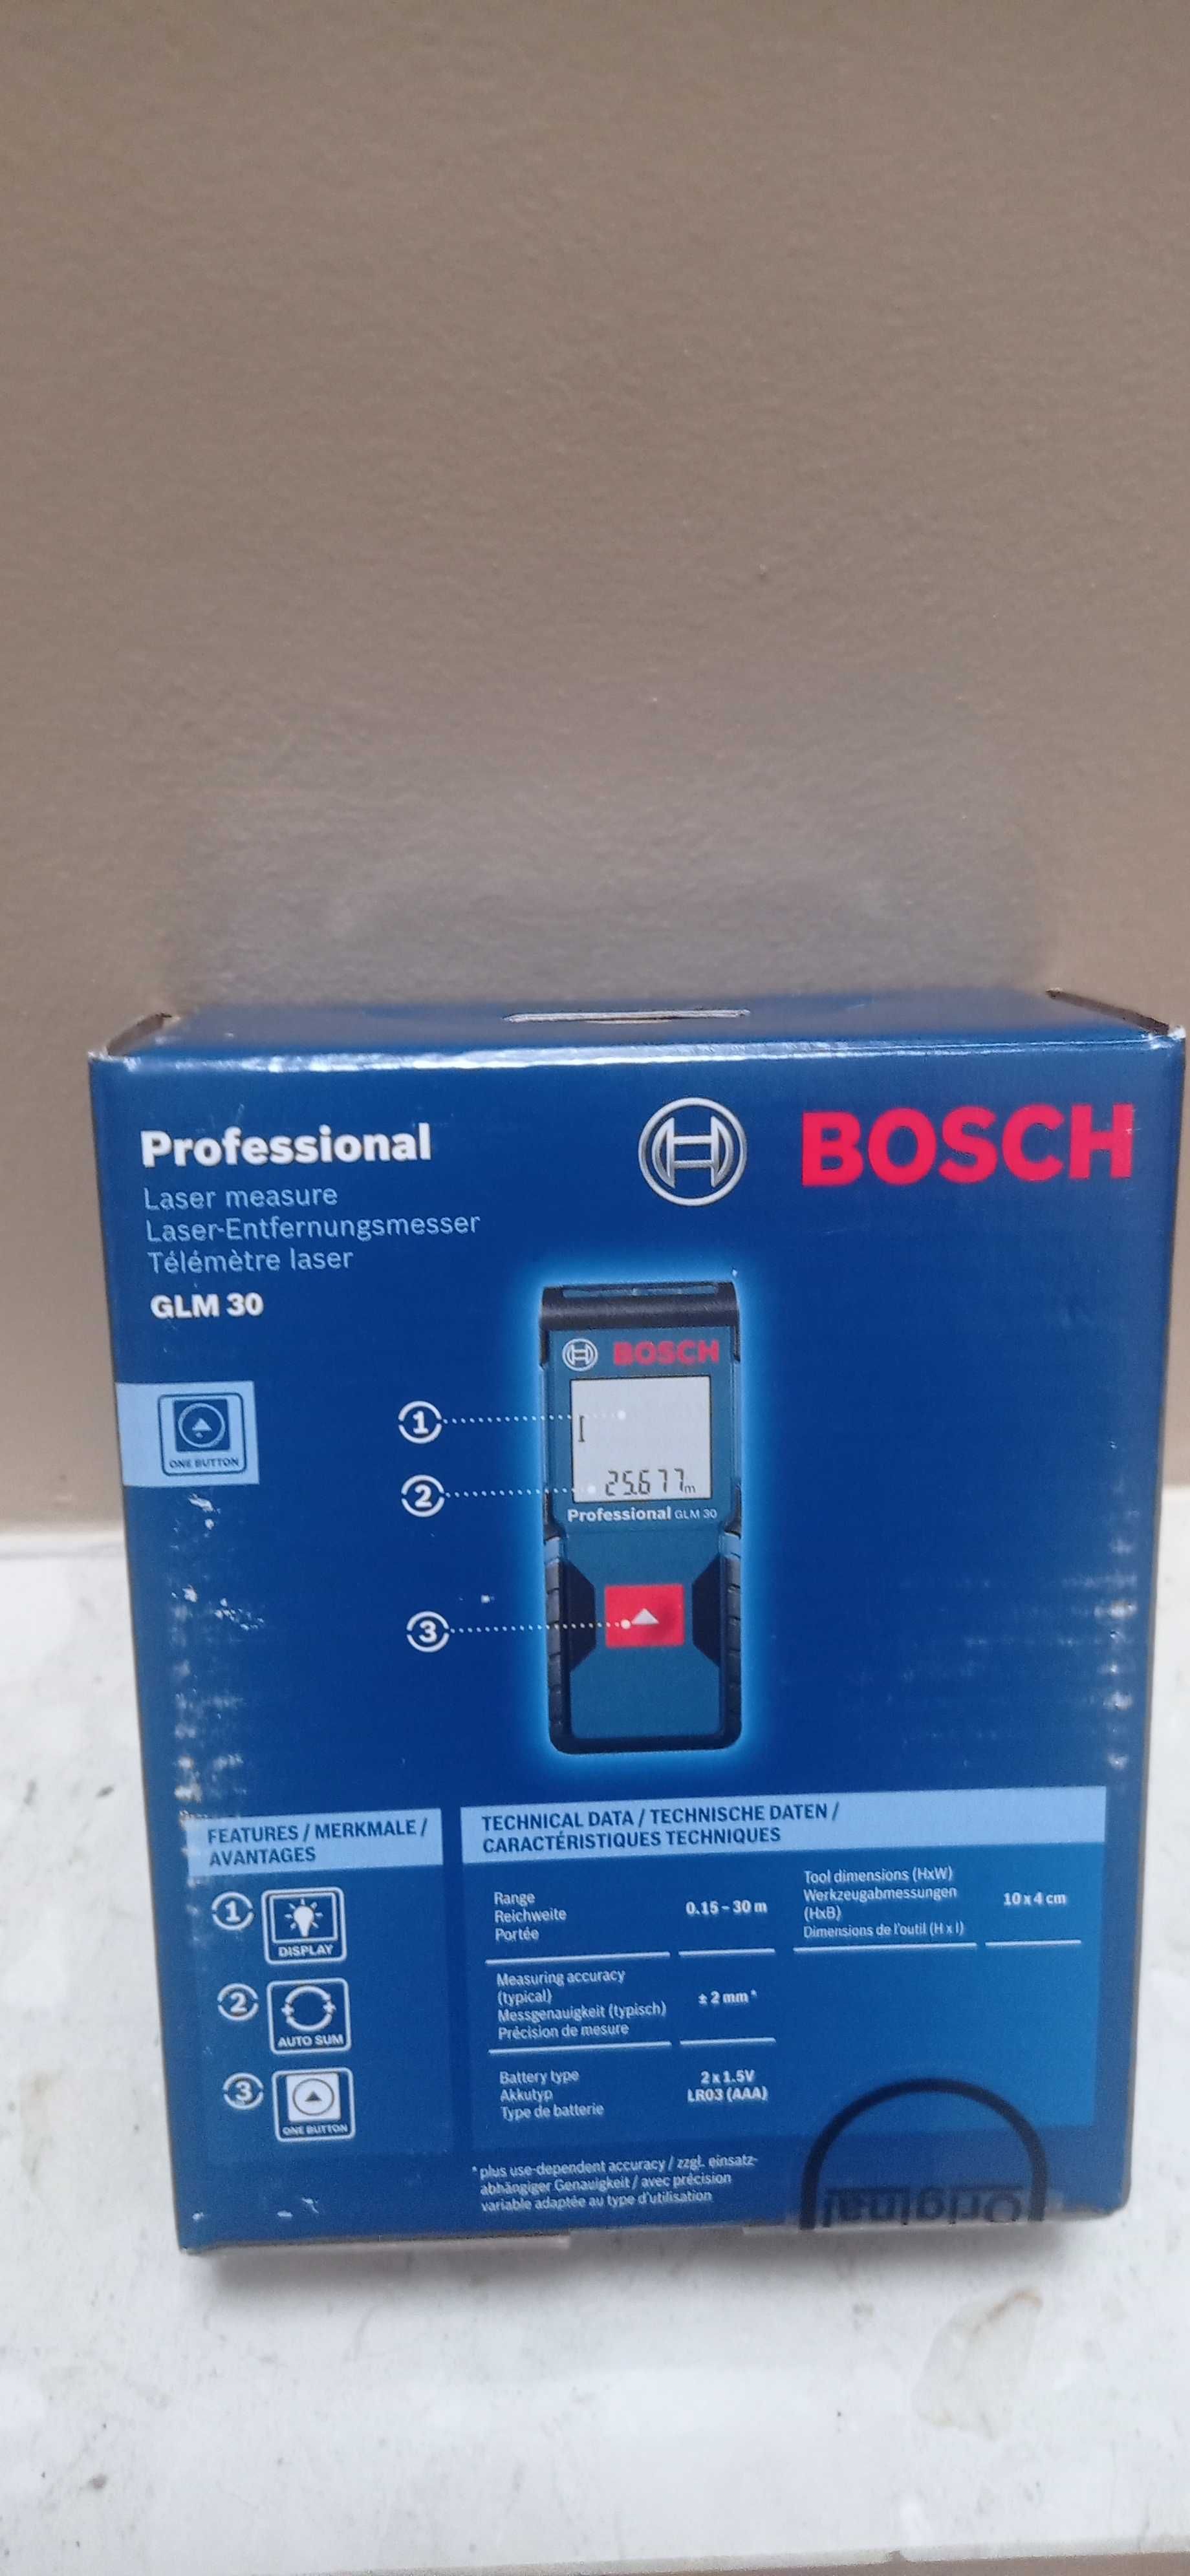 Professional
Laser measure
Laser-Entfernungsmesser
Télémètre laser
GLM 30
BOSCH
ONE BUTTON
BOSCH
1
25.677m
2
Professional GLM 30
3
FEATURES / MERKMALE /
AVANTAGES
1
DISPLAY
2
AUTO SUM
3
ONE BUTTON
TECHNICAL DATA / TECHNISCHE DATEN /
CARACTÉRISTIQUES TECHNIQUES
Range
Reichweite
Portée
0.15 – 30 m
Tool dimensions (HxW)
Werkzeugabmessungen
(HxB)
Dimensions de l'outil (H x l)
10 x 4 cm
Measuring accuracy
(typical)
Messgenauigkeit (typisch)
Précision de mesure
± 2 mm *
Battery type
Akkutyp
Type de batterie
2 x 1.5V
LR03 (AAA)
* plus use-dependent accuracy / zzgl. einsatz-
abhängiger Genauigkeit / avec précision
variable adaptée au type d'utilisation
Original